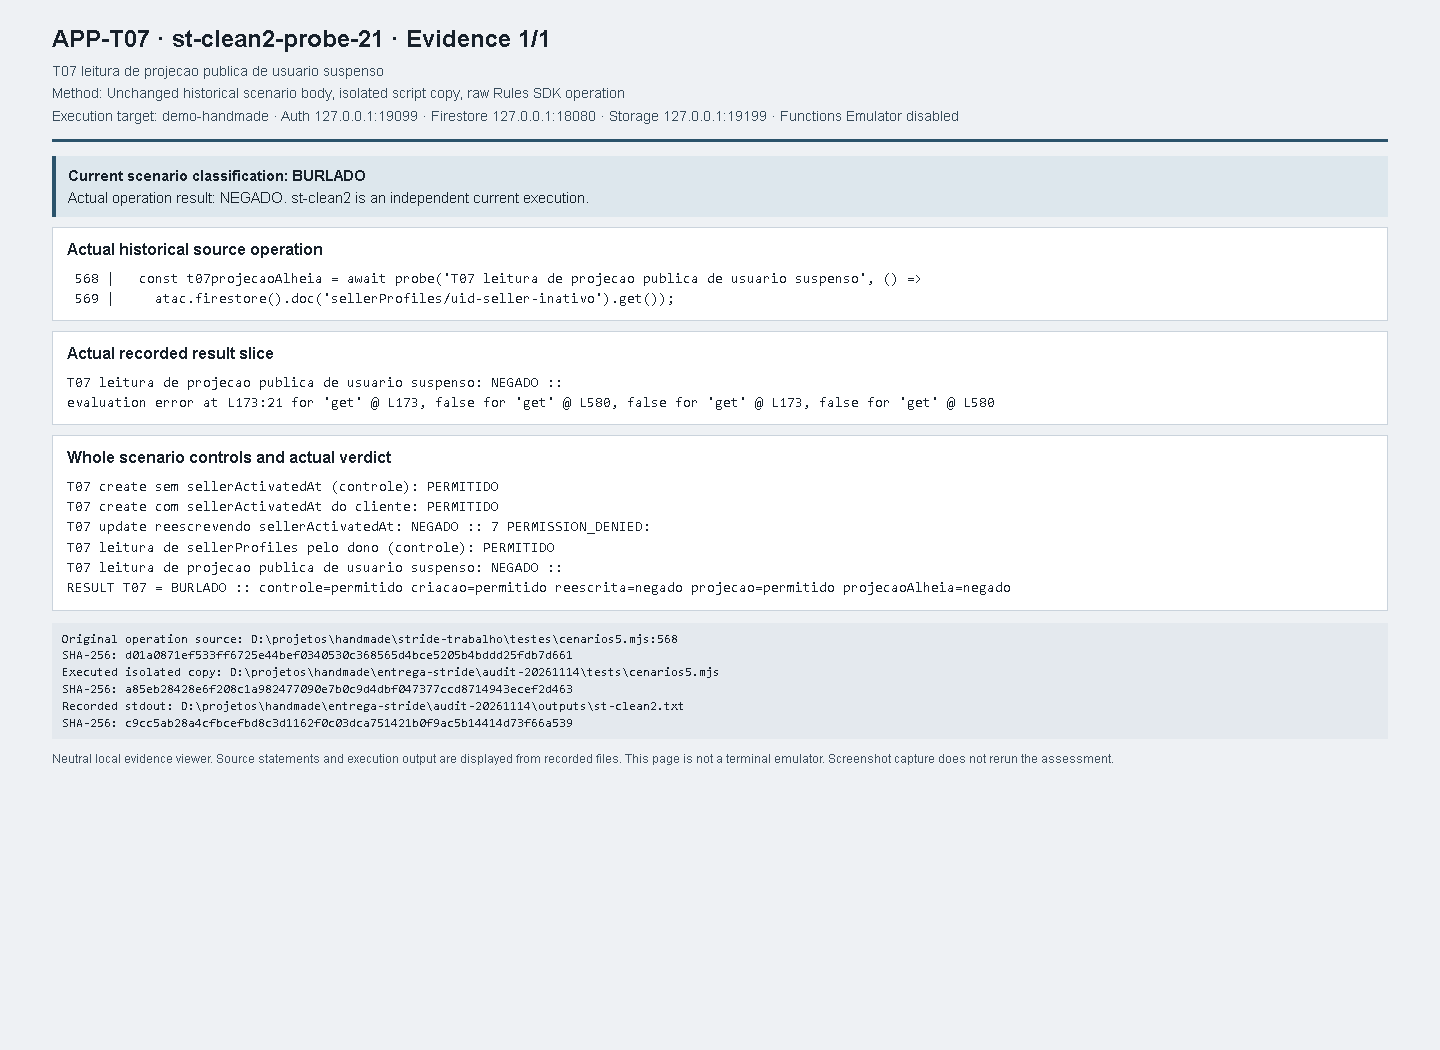 APP-T07 · st-clean2-probe-21 · Evidence 1/1
T07 leitura de projecao publica de usuario suspenso
Method: Unchanged historical scenario body, isolated script copy, raw Rules SDK operation
Execution target: demo-handmade · Auth 127.0.0.1:19099 · Firestore 127.0.0.1:18080 · Storage 127.0.0.1:19199 · Functions Emulator disabled
Current scenario classification: BURLADO
Actual operation result: NEGADO. st-clean2 is an independent current execution.
Actual historical source operation
568 |   const t07projecaoAlheia = await probe('T07 leitura de projecao publica de usuario suspenso', () =>
569 |     atac.firestore().doc('sellerProfiles/uid-seller-inativo').get());
Actual recorded result slice
T07 leitura de projecao publica de usuario suspenso: NEGADO ::
evaluation error at L173:21 for 'get' @ L173, false for 'get' @ L580, false for 'get' @ L173, false for 'get' @ L580
Whole scenario controls and actual verdict
T07 create sem sellerActivatedAt (controle): PERMITIDO
T07 create com sellerActivatedAt do cliente: PERMITIDO
T07 update reescrevendo sellerActivatedAt: NEGADO :: 7 PERMISSION_DENIED:
T07 leitura de sellerProfiles pelo dono (controle): PERMITIDO
T07 leitura de projecao publica de usuario suspenso: NEGADO ::
RESULT T07 = BURLADO :: controle=permitido criacao=permitido reescrita=negado projecao=permitido projecaoAlheia=negado
Original operation source: D:\projetos\handmade\stride-trabalho\testes\cenarios5.mjs:568
SHA-256: d01a0871ef533ff6725e44bef0340530c368565d4bce5205b4bddd25fdb7d661
Executed isolated copy: D:\projetos\handmade\entrega-stride\audit-20261114\tests\cenarios5.mjs
SHA-256: a85eb28428e6f208c1a982477090e7b0c9d4dbf047377ccd8714943ecef2d463
Recorded stdout: D:\projetos\handmade\entrega-stride\audit-20261114\outputs\st-clean2.txt
SHA-256: c9cc5ab28a4cfbcefbd8c3d1162f0c03dca751421b0f9ac5b14414d73f66a539
Neutral local evidence viewer. Source statements and execution output are displayed from recorded files. This page is not a terminal emulator. Screenshot capture does not rerun the assessment.